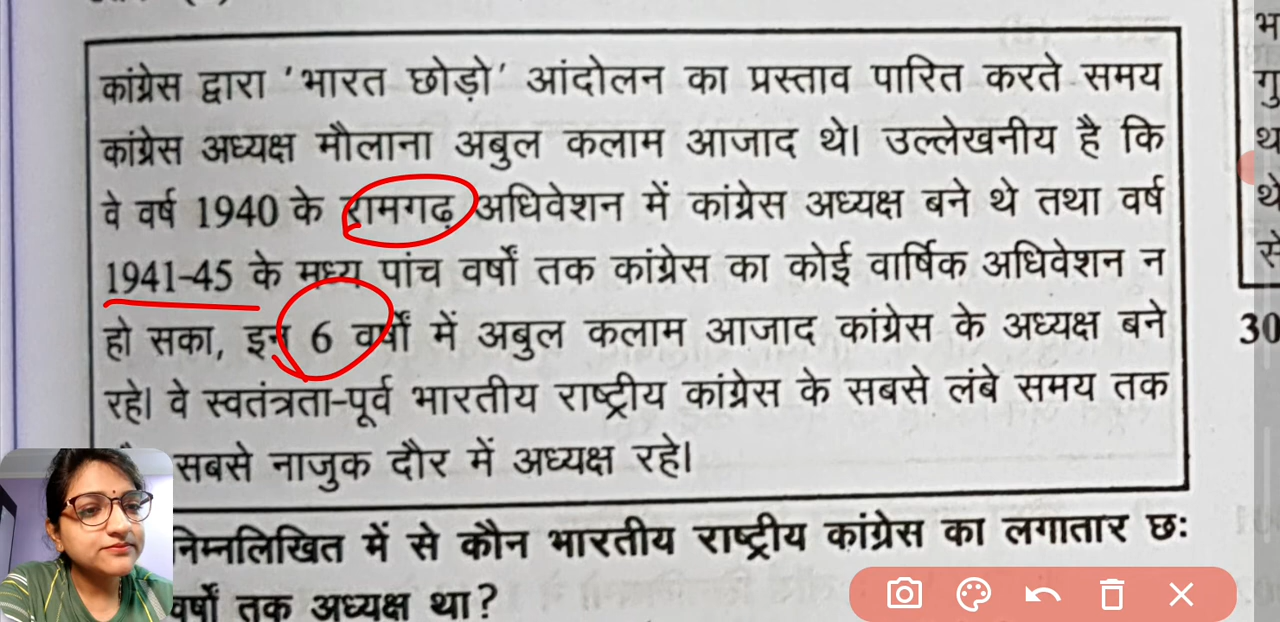 कांग्रेस द्वारा 'भारत छोड़ो' आंदोलन का प्रस्ताव पारित करते समय
कांग्रेस अध्यक्ष मौलाना अबुल कलाम आजाद थे। उल्लेखनीय है कि
वे वर्ष 1940 के रामगढ़ अधिवेशन में कांग्रेस अध्यक्ष बने थे तथा वर्ष
1941-45 के मध्य पांच वर्षों तक कांग्रेस का कोई वार्षिक अधिवेशन न
हो सका, इन 6 वर्षों में अबुल कलाम आजाद कांग्रेस के अध्यक्ष बने
रहे। वे स्वतंत्रता-पूर्व भारतीय राष्ट्रीय कांग्रेस के सबसे लंबे समय तक
सबसे नाजुक दौर में अध्यक्ष रहे।
निम्नलिखित में से कौन भारतीय राष्ट्रीय कांग्रेस का लगातार छः
वर्षों तक अध्यक्ष था?
भ
गु
थ
थे
से
30